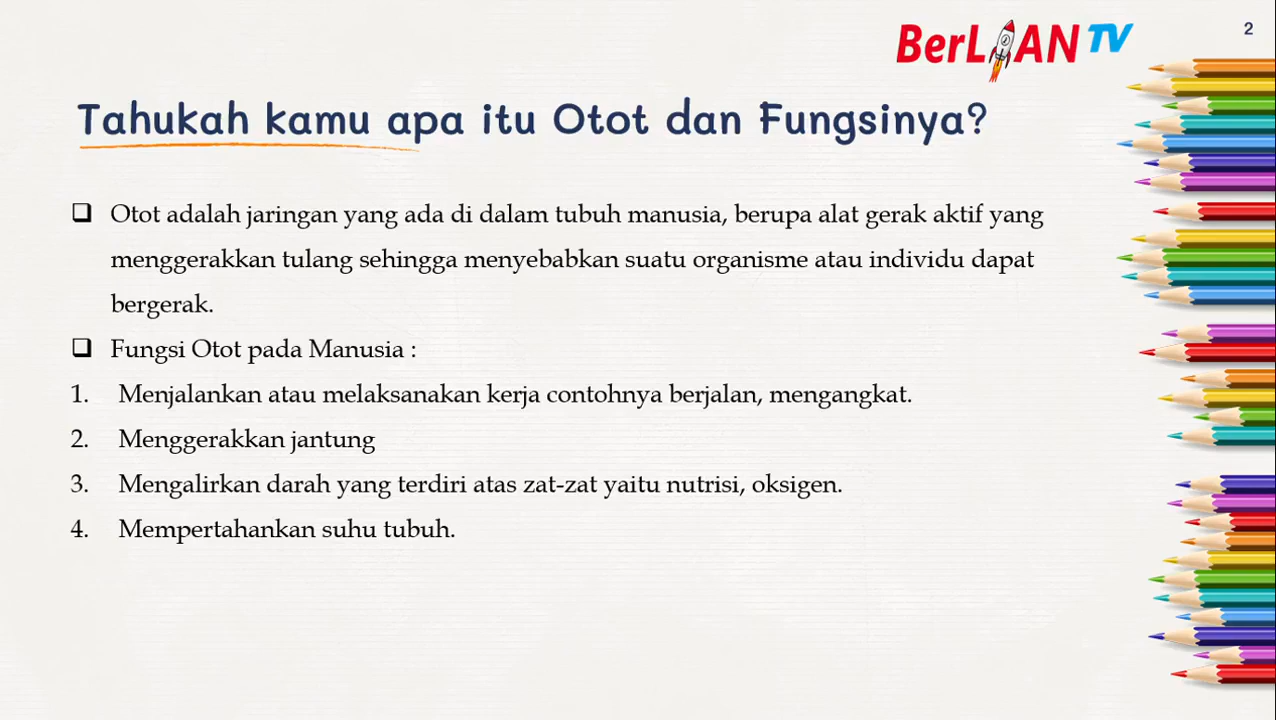 BerLIAN TV
2
Tahukah kamu apa itu Otot dan Fungsinya?
❑ Otot adalah jaringan yang ada di dalam tubuh manusia, berupa alat gerak aktif yang
menggerakkan tulang sehingga menyebabkan suatu organisme atau individu dapat
bergerak.
❑ Fungsi Otot pada Manusia :
1. Menjalankan atau melaksanakan kerja contohnya berjalan, mengangkat.
2. Menggerakkan jantung
3. Mengalirkan darah yang terdiri atas zat-zat yaitu nutrisi, oksigen.
4. Mempertahankan suhu tubuh.